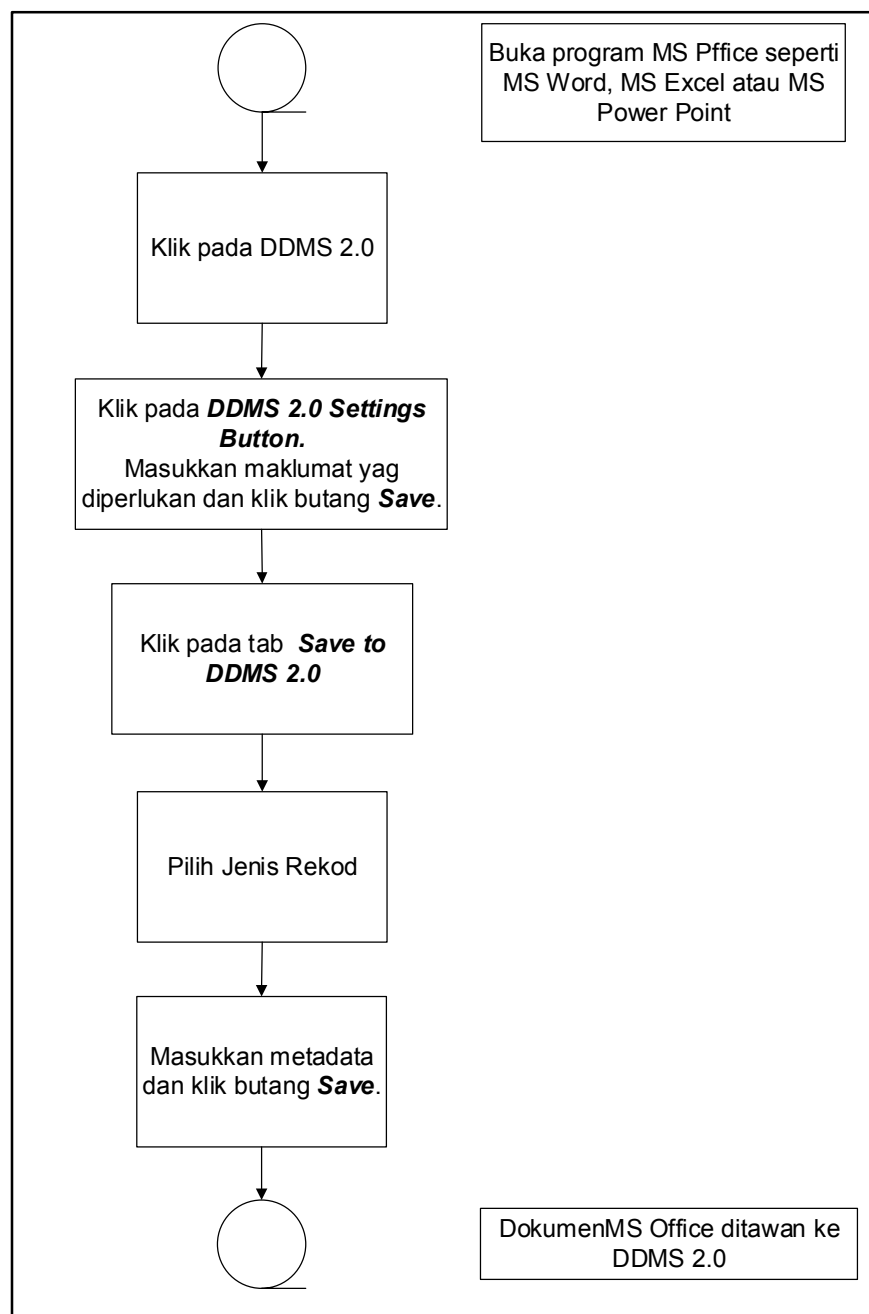 Buka program MS Pffice seperti
MS Word, MS Excel atau MS
Power Point
Klik pada DDMS 2.0
Klik pada DDMS 2.0 Settings
Button.
Masukkan maklumat yag
diperlukan dan klik butang Save.
Klik pada tab Save to
DDMS 2.0
Pilih Jenis Rekod
Masukkan metadata
dan klik butang Save.
DokumenMS Office ditawan ke
DDMS 2.0